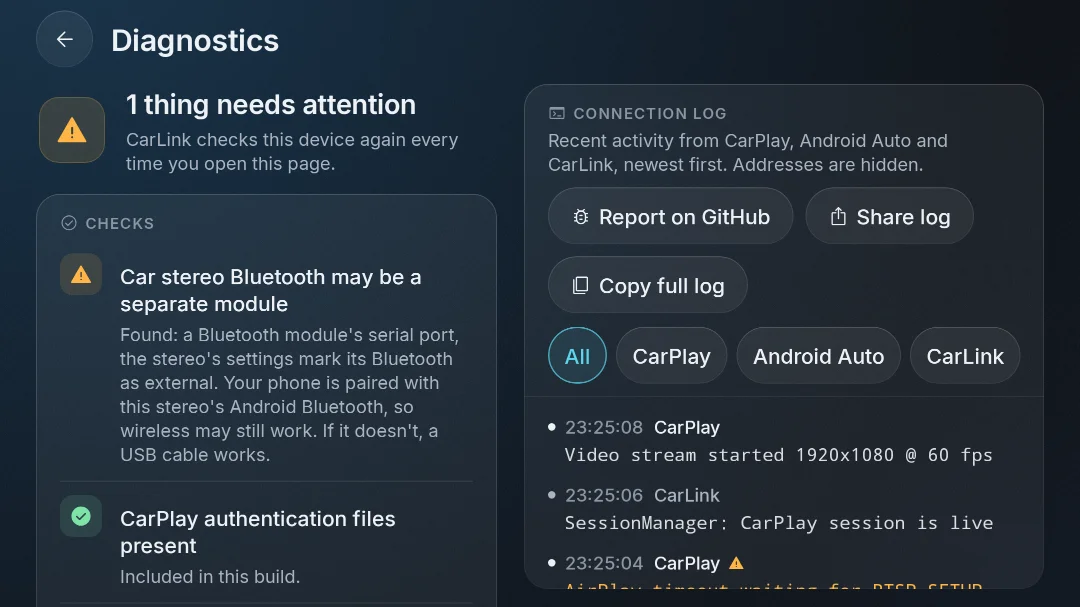 Diagnostics
1 thing needs attention
CarLink checks this device again every
time you open this page.
CHECKS
Car stereo Bluetooth may be a
separate module
Found: a Bluetooth module's serial port,
the stereo's settings mark its Bluetooth
as external. Your phone is paired with
this stereo's Android Bluetooth, so
wireless may still work. If it doesn't, a
USB cable works.
CarPlay authentication files
present
Included in this build.
CONNECTION LOG
Recent activity from CarPlay, Android Auto and
CarLink, newest first. Addresses are hidden.
Report on GitHub
Share log
Copy full log
All
CarPlay
Android Auto
CarLink
23:25:08 CarPlay
Video stream started 1920x1080 @ 60 fps
23:25:06 CarLink
SessionManager: CarPlay session is live
23:25:04 CarPlay
AirPlay timeout waiting for RTSP SETUP